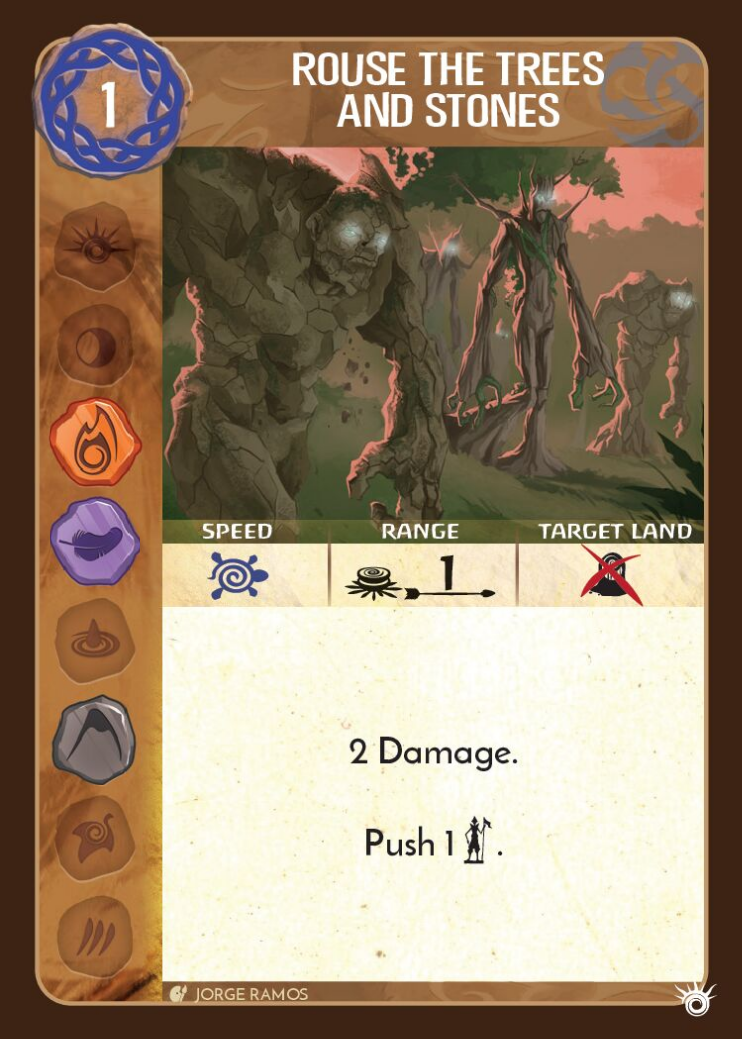 1
ROUSE THE TREES
AND STONES
SPEED RANGE TARGET LAND
1
2 Damage.
Push 1 .
JORGE RAMOS